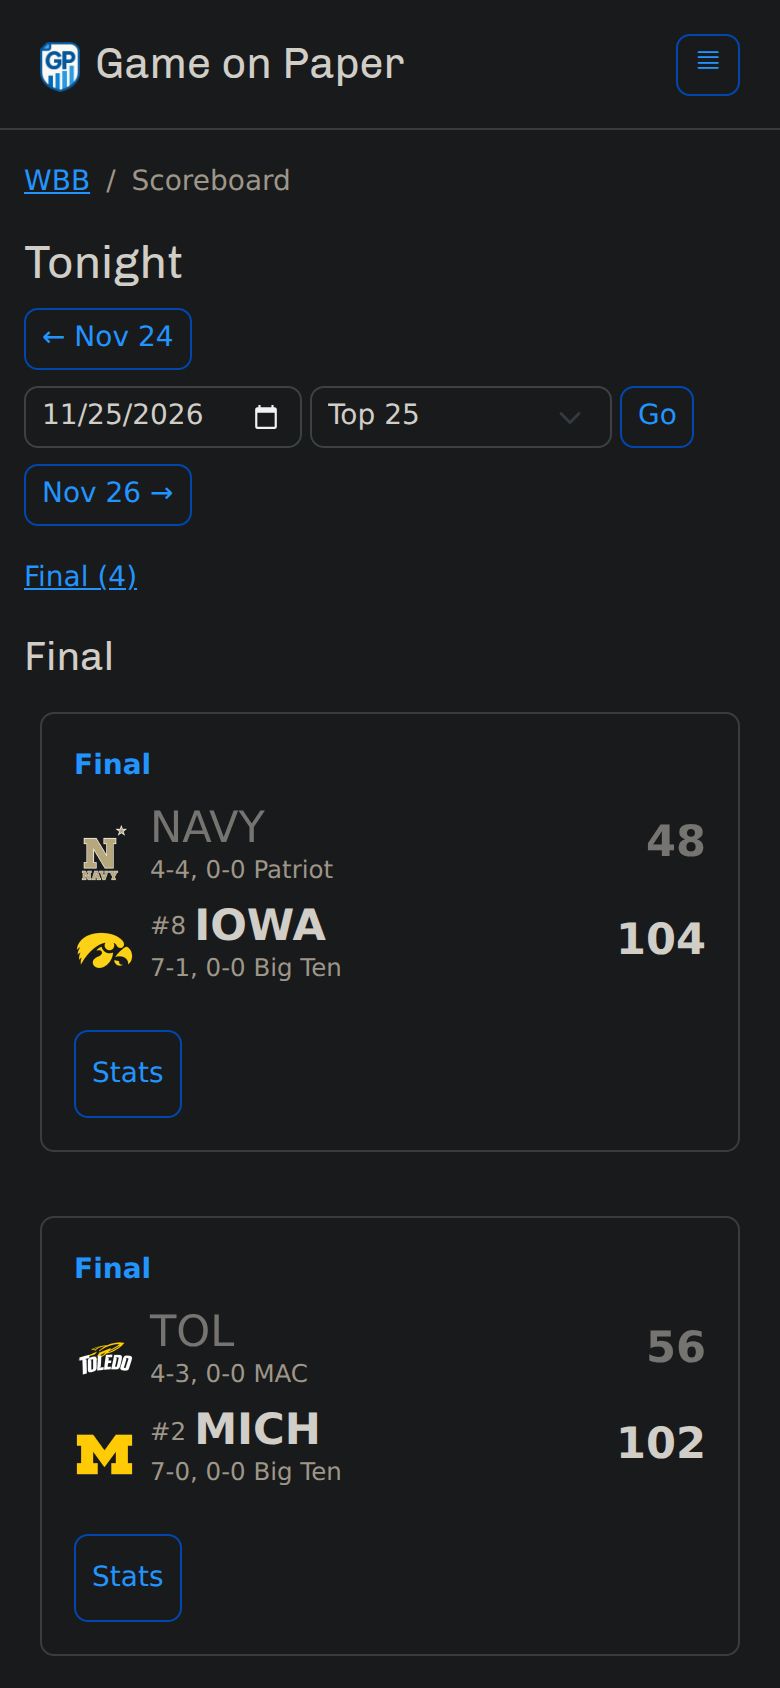 GP Game on Paper
WBB / Scoreboard
Tonight
← Nov 24
11/25/2026 Top 25 Go
Nov 26 →
Final (4)
Final
Final
N NAVY
NAVY 48
4-4, 0-0 Patriot
#8 IOWA 104
7-1, 0-0 Big Ten
Stats
Final
TOLEDO
TOL 56
4-3, 0-0 MAC
M
#2 MICH 102
7-0, 0-0 Big Ten
Stats